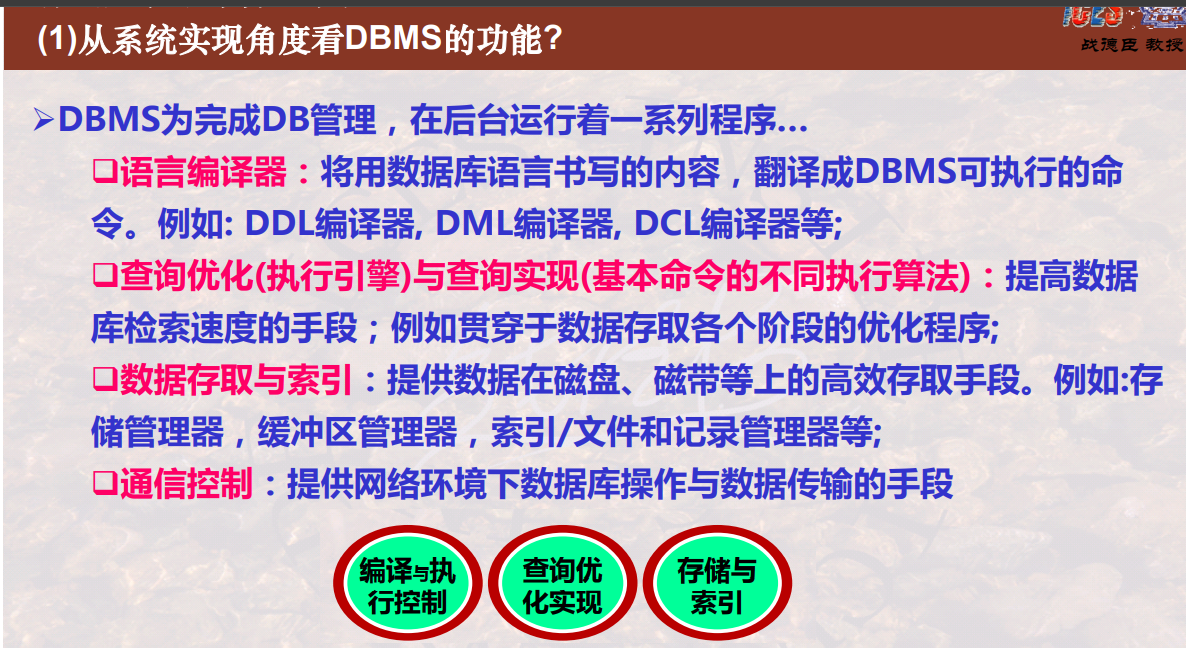 (1)从系统实现角度看DBMS的功能?
战德臣 教授
➢DBMS为完成DB管理，在后台运行着一系列程序...
❑语言编译器：将用数据库语言书写的内容，翻译成DBMS可执行的命
令。例如: DDL编译器, DML编译器, DCL编译器等;
❑查询优化(执行引擎)与查询实现(基本命令的不同执行算法)：提高数据
库检索速度的手段；例如贯穿于数据存取各个阶段的优化程序;
❑数据存取与索引：提供数据在磁盘、磁带等上的高效存取手段。例如:存
储管理器，缓冲区管理器，索引/文件和记录管理器等;
❑通信控制：提供网络环境下数据库操作与数据传输的手段
编译与执
行控制
查询优
化实现
存储与
索引